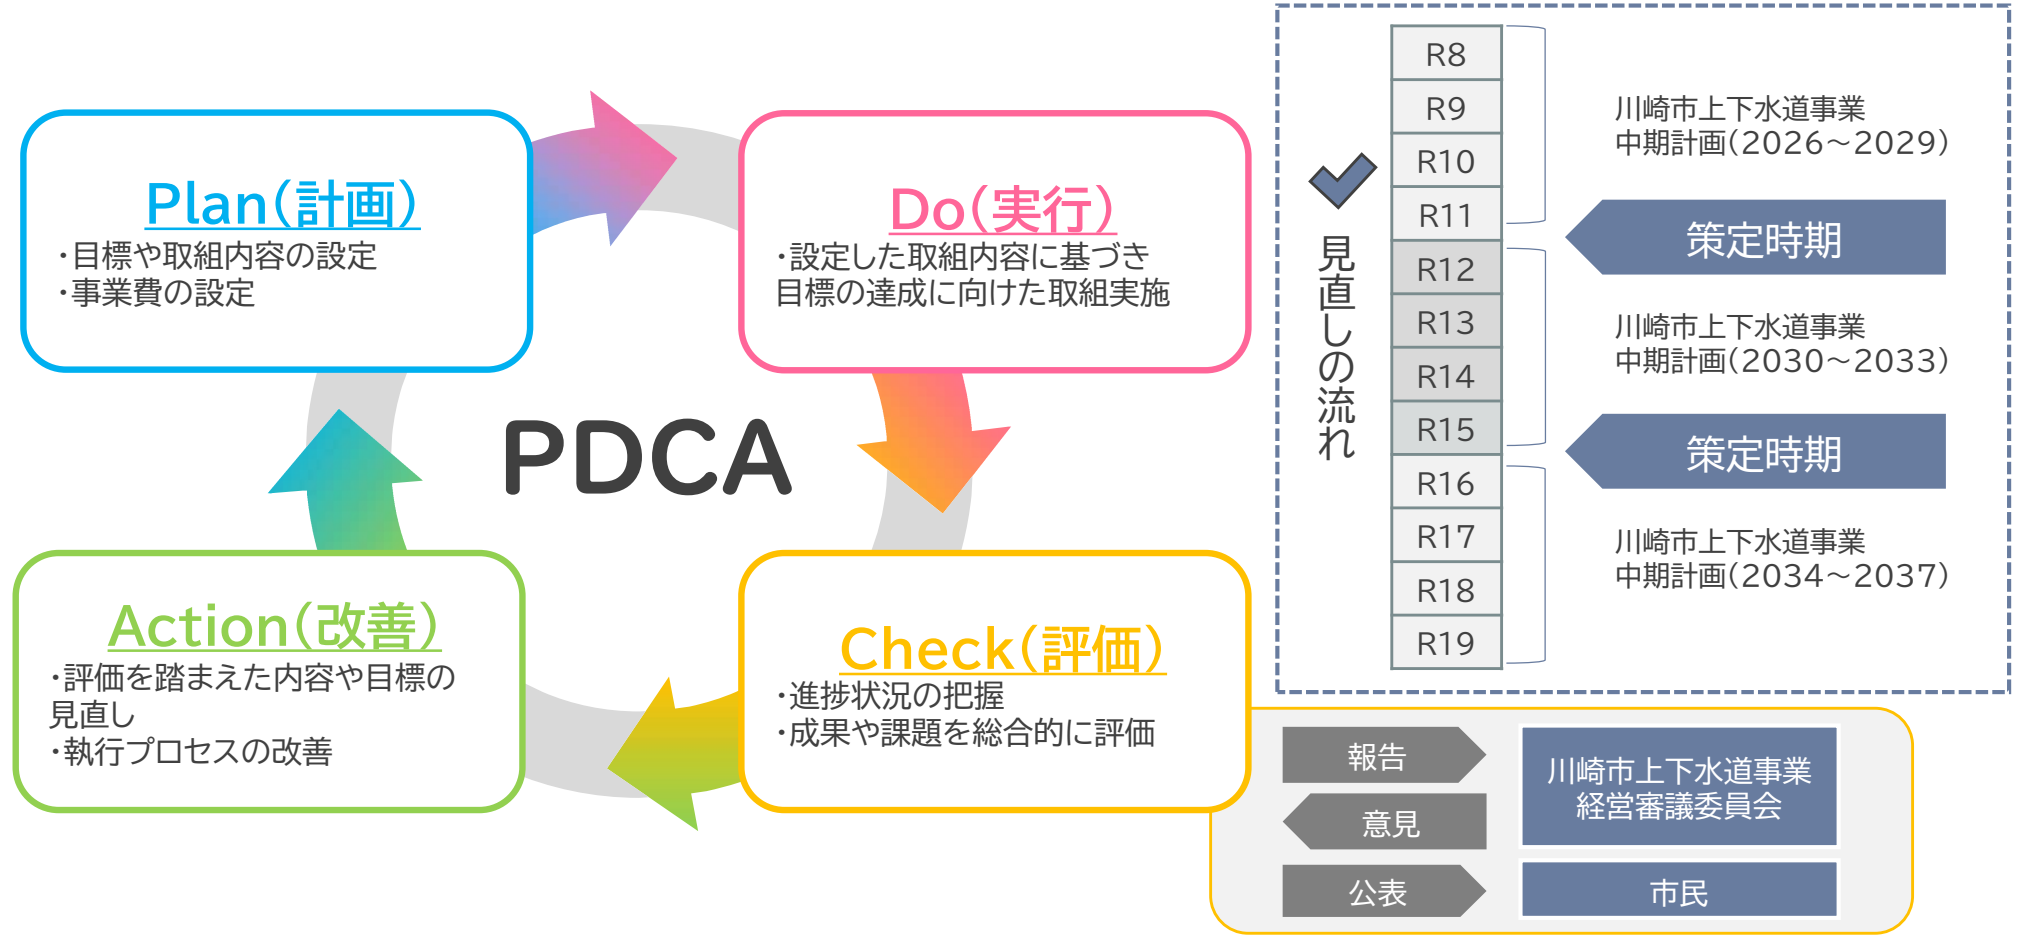 Plan(計画)
・目標や取組内容の設定
・事業費の設定
Do(実行)
・設定した取組内容に基づき
目標の達成に向けた取組実施
PDCA
Action(改善)
・評価を踏まえた内容や目標の
見直し
・執行プロセスの改善
Check(評価)
・進捗状況の把握
・成果や課題を総合的に評価
見直しの流れ
R8
R9
R10
R11
R12
R13
R14
R15
R16
R17
R18
R19
川崎市上下水道事業
中期計画(2026~2029)
策定時期
川崎市上下水道事業
中期計画(2030~2033)
策定時期
川崎市上下水道事業
中期計画(2034~2037)
報告
意見
公表
川崎市上下水道事業
経営審議委員会
市民